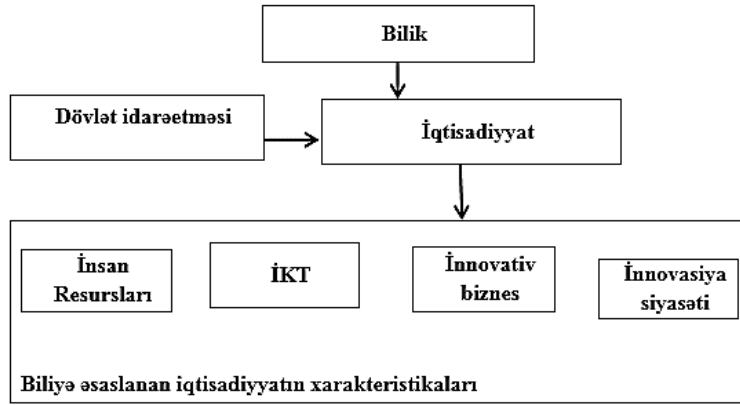 Bilik
Dövlət idarəetməsi
İqtisadiyyat
İnsan
Resursları
İKT
İnnovativ
biznes
İnnovasiya
siyasəti
Biliyə əsaslanan iqtisadiyyatın xarakteristikaları